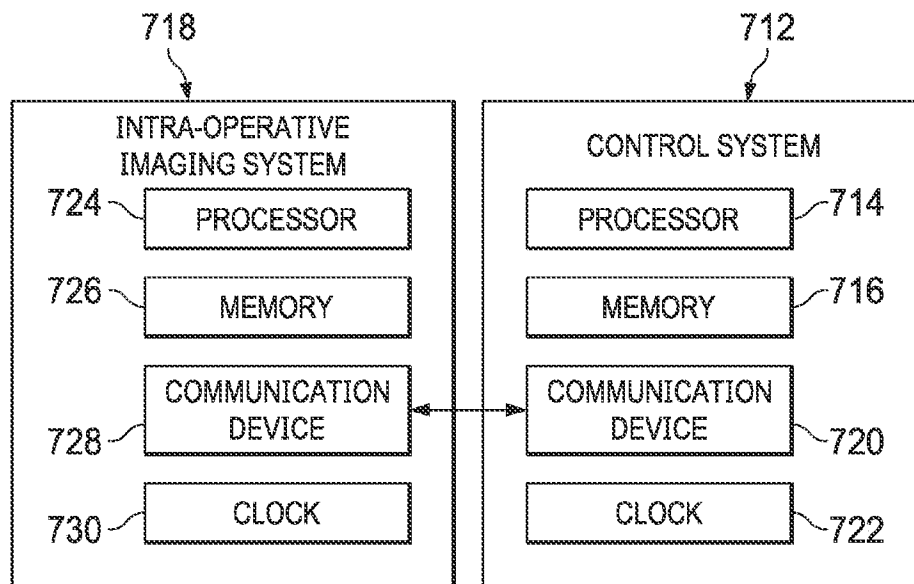 718
712
INTRA-OPERATIVE
IMAGING SYSTEM
724
PROCESSOR
726
MEMORY
COMMUNICATION
DEVICE
728
730
CLOCK
CONTROL SYSTEM
PROCESSOR
714
MEMORY
716
COMMUNICATION
DEVICE
720
CLOCK
722